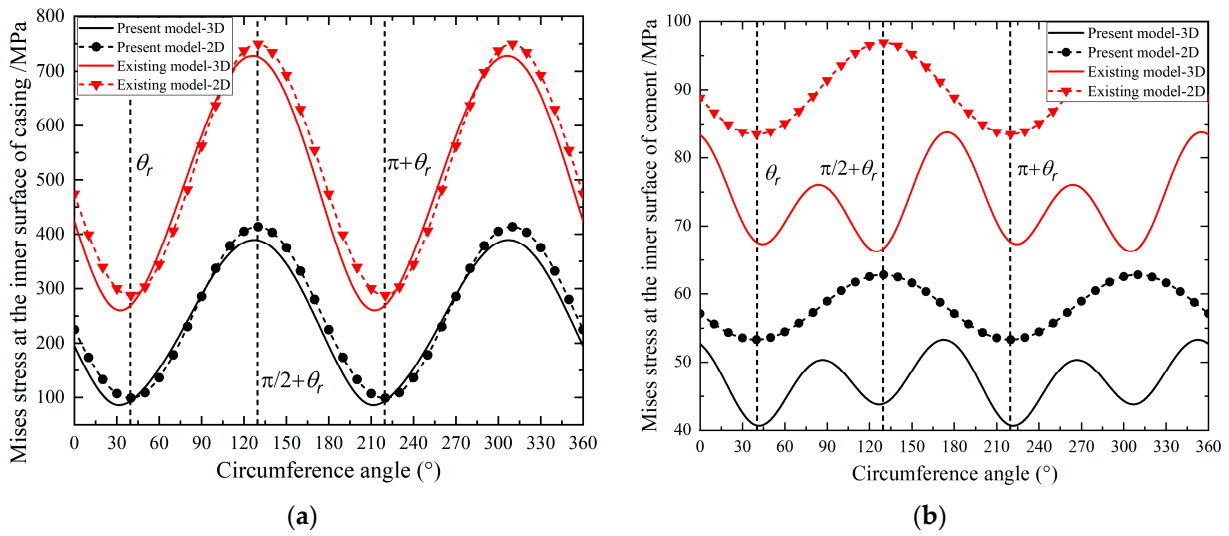 Mises stress at the inner surface of casing /MPa
800
700
600
500
400
300
200
100
Present model-3D
Present model-2D
Existing model-3D
Existing model-2D
θr
π+θr
π/2+θr
0 30 60 90 120 150 180 210 240 270 300 330 360
Circumference angle (°)
(a)
Mises stress at the inner surface of cement /MPa
100
90
80
70
60
50
40
Present model-3D
Present model-2D
Existing model-3D
Existing model-2D
θr
π/2+θr
π+θr
0 30 60 90 120 150 180 210 240 270 300 330 360
Circumference angle (°)
(b)